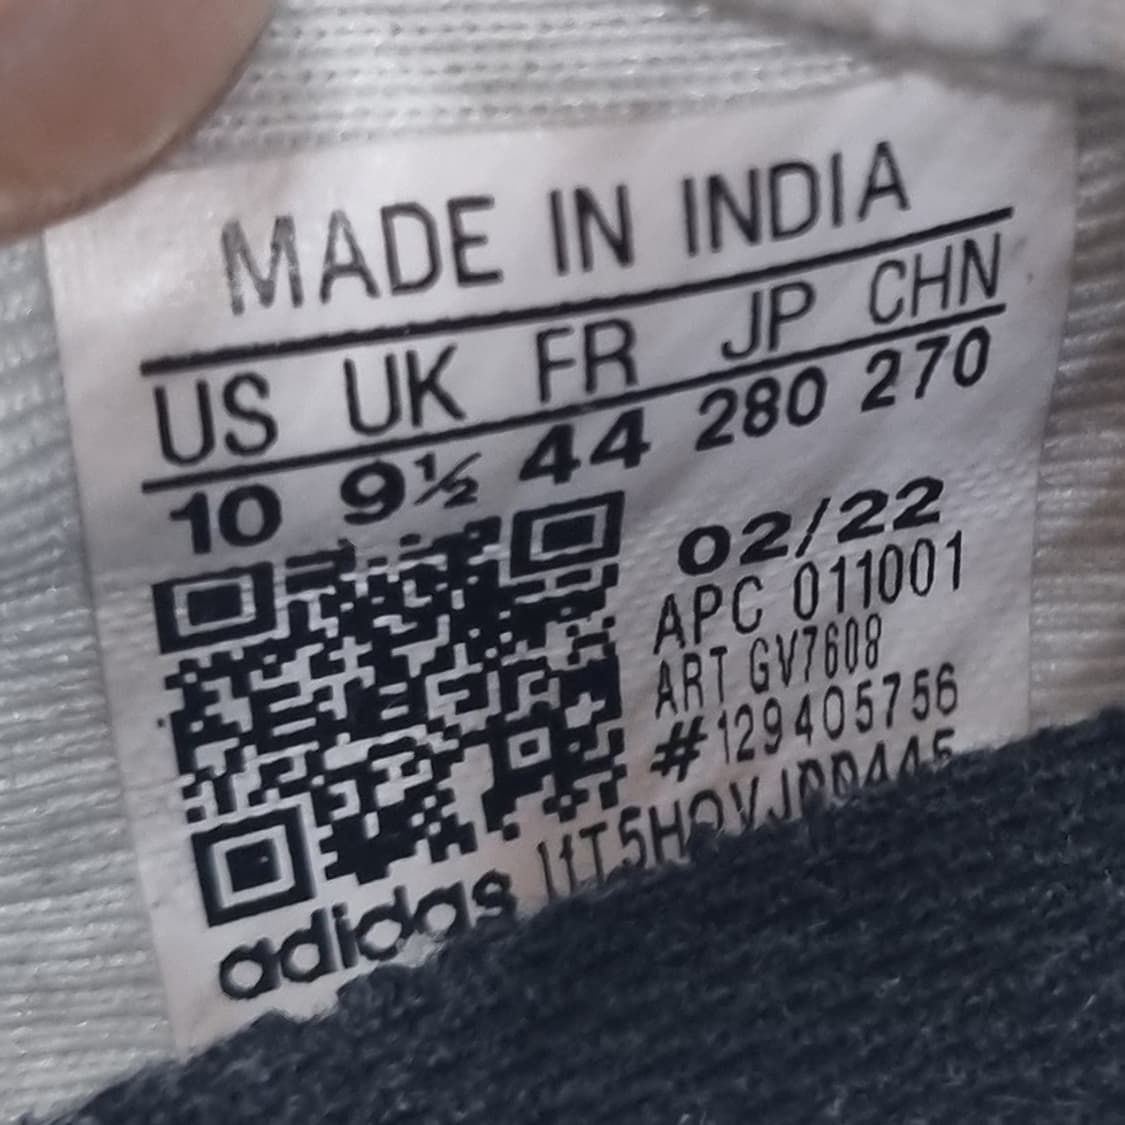 MADE IN INDIA
US UK FR JP CHN
10 9½ 44 280 270
02/22
APC 011001
ART GV7608
#129405756
adidas